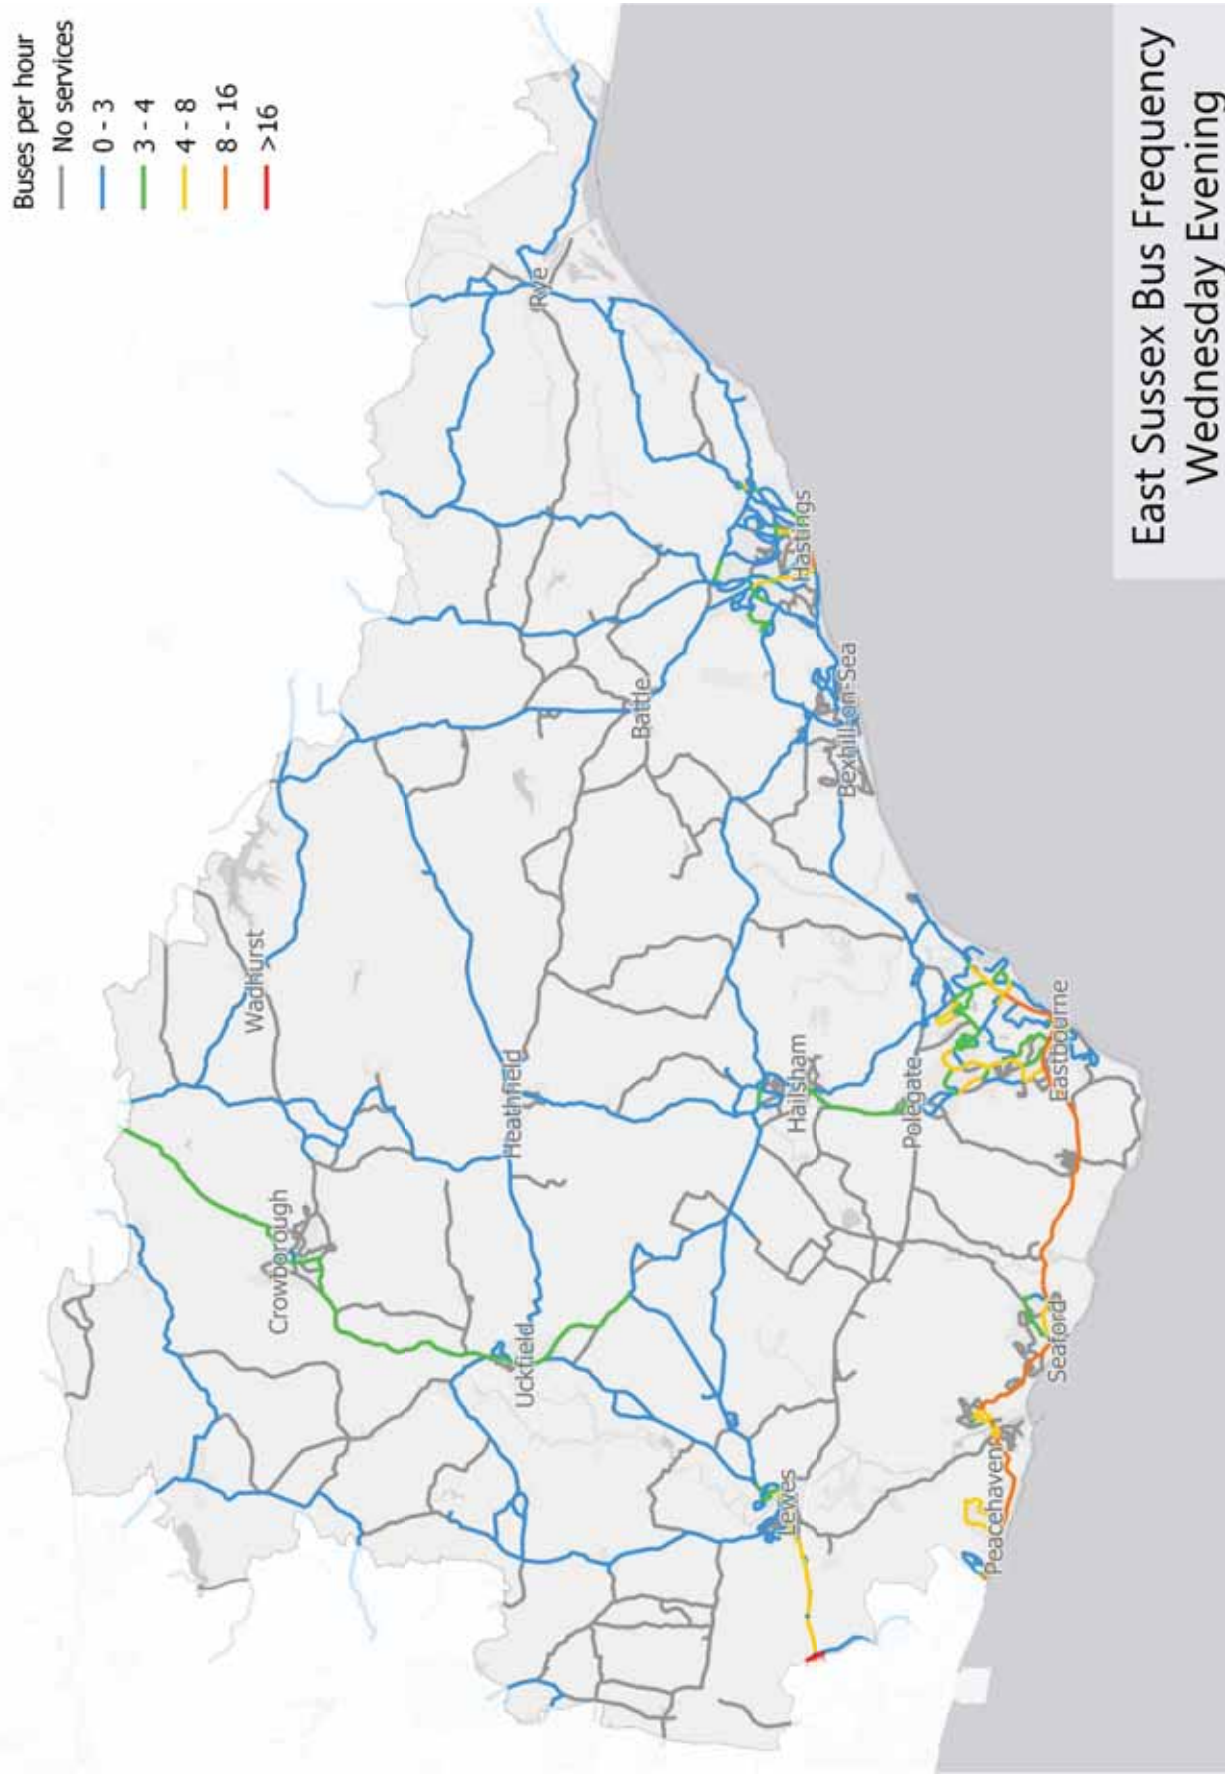 Buses per hour
No services
0 - 3
3 - 4
4 - 8
8 - 16
>16
Wadhurst
Crowborough
Rye
Heathfield
Uckfield
Battle
Hastings
Bexhill-on-Sea
Hailsham
Polegate
Lewes
Eastbourne
Seaford
Peacehaven
East Sussex Bus Frequency
Wednesday Evening